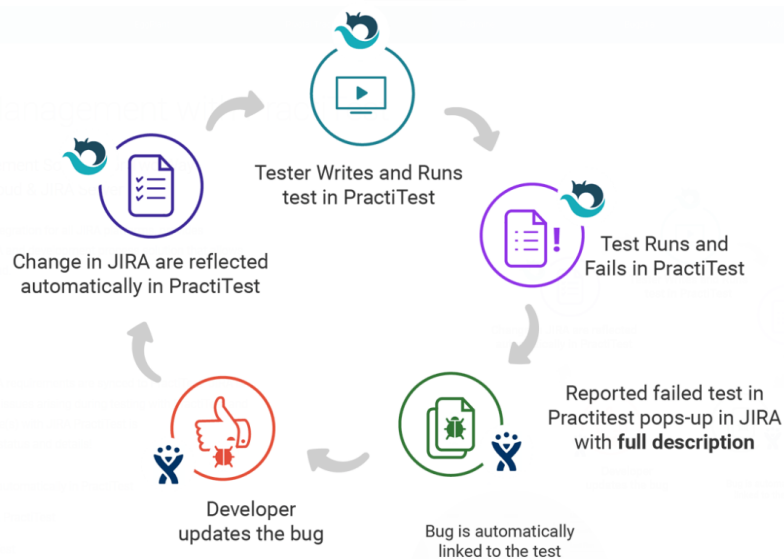 Tester Writes and Runs
test in PractiTest
Test Runs and
Fails in PractiTest
Reported failed test in
Practitest pops-up in JIRA
with full description
Bug is automatically
linked to the test
Developer
updates the bug
Change in JIRA are reflected
automatically in PractiTest